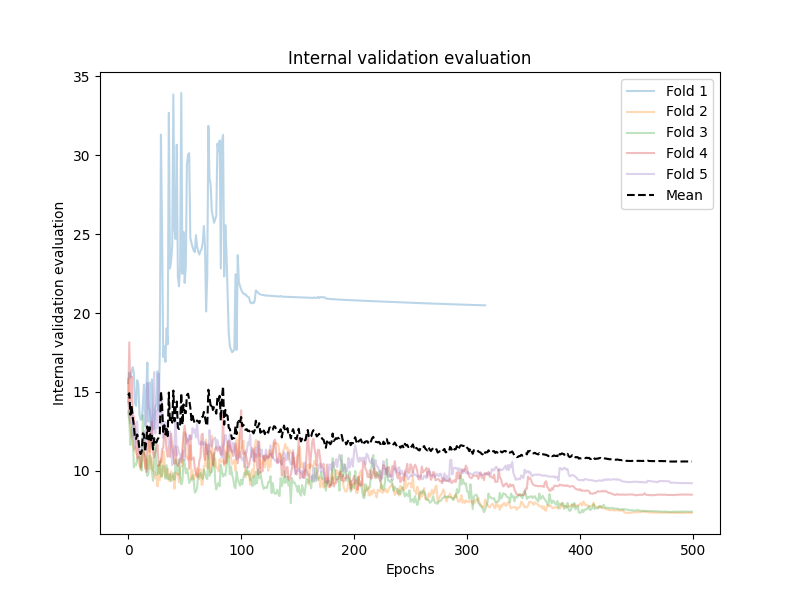 Internal validation evaluation
Fold 1
Fold 2
Fold 3
Fold 4
Fold 5
Mean
35
30
25
20
15
10
Internal validation evaluation
0
100
200
300
400
500
Epochs